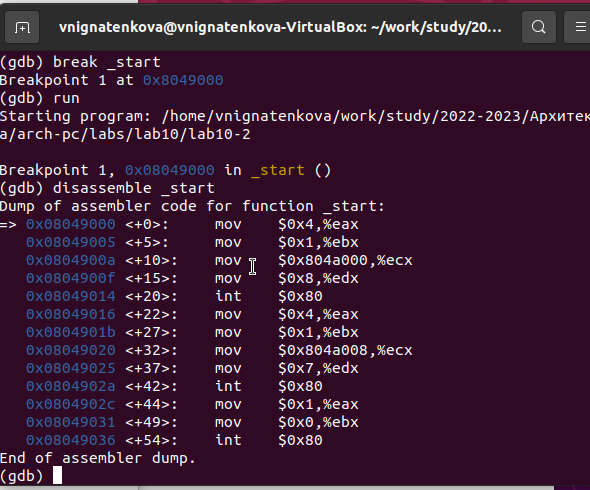 vnignatenkova@vnignatenkova-VirtualBox: ~/work/study/20...
(gdb) break _start
Breakpoint 1 at 0x8049000
(gdb) run
Starting program: /home/vnignatenkova/work/study/2022-2023/Архитек
a/arch-pc/labs/lab10/lab10-2
Breakpoint 1, 0x08049000 in _start ()
(gdb) disassemble _start
Dump of assembler code for function _start:
=> 0x08049000 <+0>:     mov    $0x4,%eax
   0x08049005 <+5>:     mov    $0x1,%ebx
   0x0804900a <+10>:    mov    $0x804a000,%ecx
   0x0804900f <+15>:    mov    $0x8,%edx
   0x08049014 <+20>:    int    $0x80
   0x08049016 <+22>:    mov    $0x4,%eax
   0x0804901b <+27>:    mov    $0x1,%ebx
   0x08049020 <+32>:    mov    $0x804a008,%ecx
   0x08049025 <+37>:    mov    $0x7,%edx
   0x0804902a <+42>:    int    $0x80
   0x0804902c <+44>:    mov    $0x1,%eax
   0x08049031 <+49>:    mov    $0x0,%ebx
   0x08049036 <+54>:    int    $0x80
End of assembler dump.
(gdb)